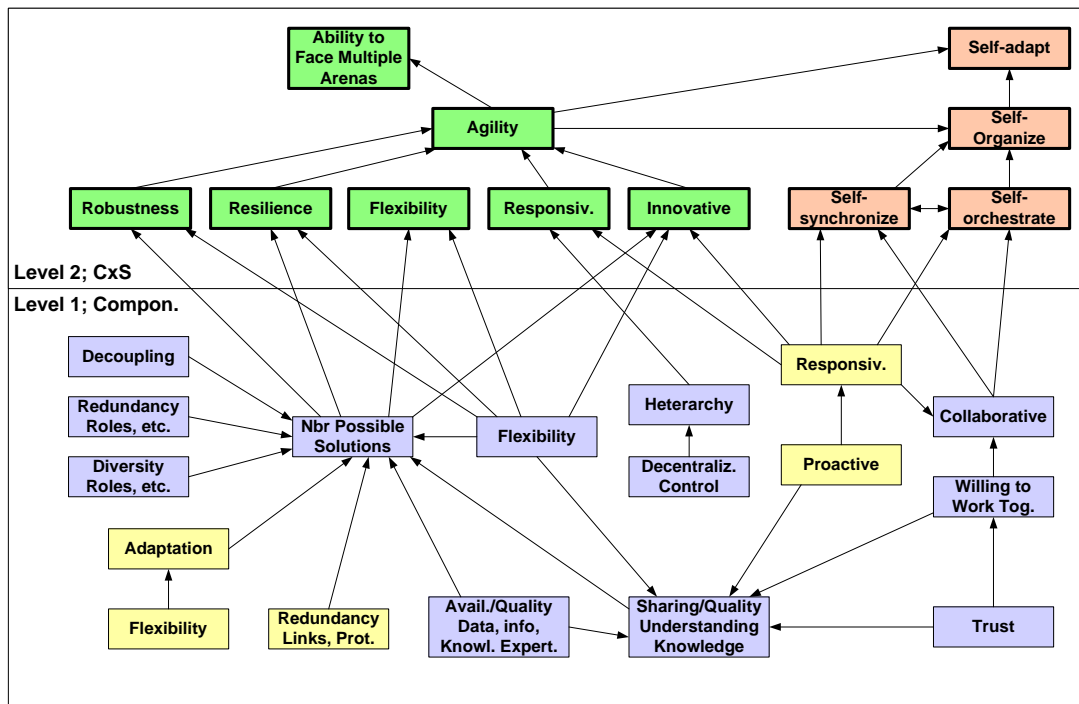 Ability to
Face Multiple
Arenas
Self-adapt
Agility
Self-
Organize
Robustness
Resilience
Flexibility
Responsiv.
Innovative
Self-
synchronize
Self-
orchestrate
Level 2; CxS
Level 1; Compon.
Decoupling
Responsiv.
Redundancy
Roles, etc.
Nbr Possible
Solutions
Flexibility
Heterarchy
Collaborative
Diversity
Roles, etc.
Decentraliz.
Control
Proactive
Willing to
Work Tog.
Adaptation
Flexibility
Redundancy
Links, Prot.
Avail./Quality
Data, info,
Knowl. Expert.
Sharing/Quality
Understanding
Knowledge
Trust